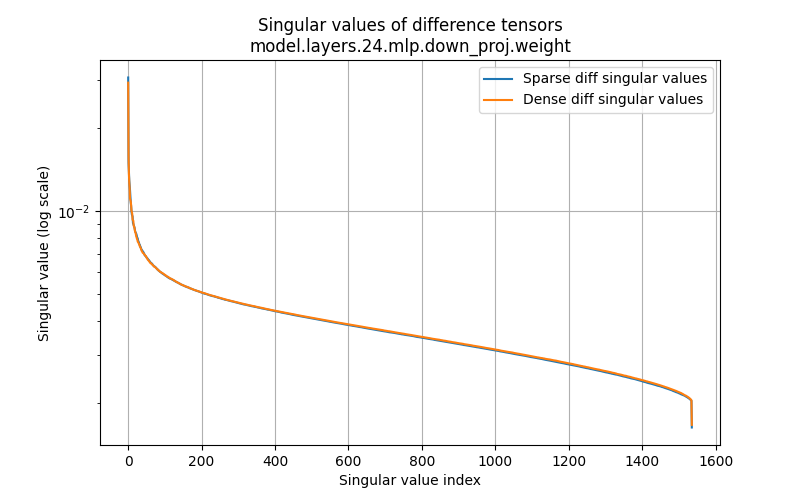 Singular values of difference tensors
model.layers.24.mlp.down_proj.weight
Sparse diff singular values
Dense diff singular values
Singular value (log scale)
10⁻²
0 200 400 600 800 1000 1200 1400 1600
Singular value index